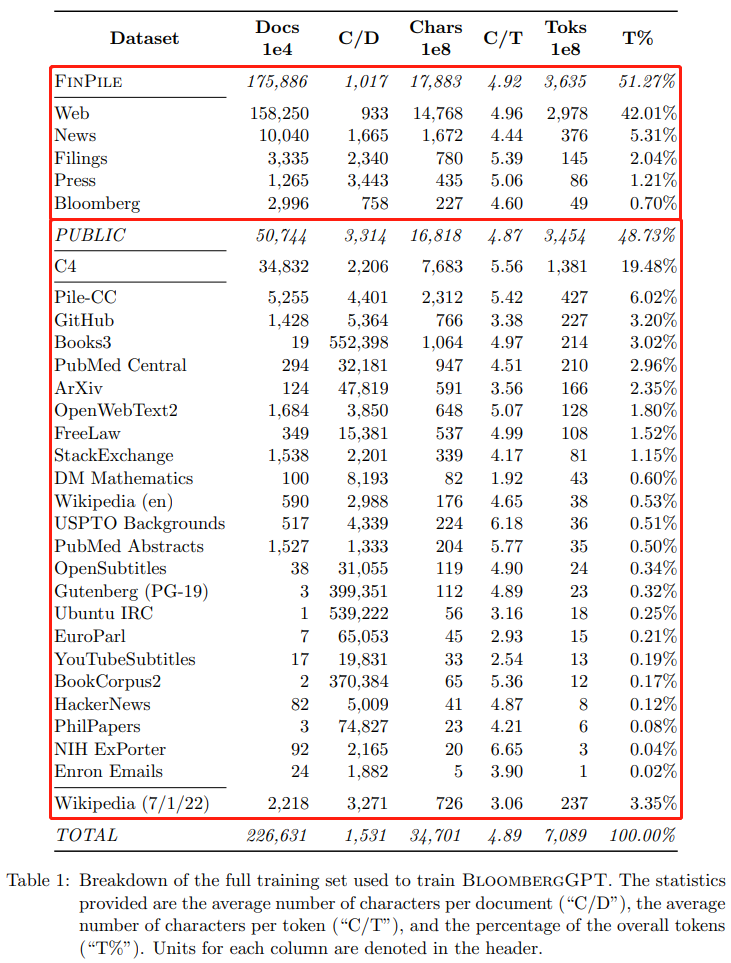 Dataset Docs 1e4 C/D Chars 1e8 C/T Toks 1e8 T%
FINPILE 175,886 1,017 17,883 4.92 3,635 51.27%
Web 158,250 933 14,768 4.96 2,978 42.01%
News 10,040 1,665 1,672 4.44 376 5.31%
Filings 3,335 2,340 780 5.39 145 2.04%
Press 1,265 3,443 435 5.06 86 1.21%
Bloomberg 2,996 758 227 4.60 49 0.70%
PUBLIC 50,744 3,314 16,818 4.87 3,454 48.73%
C4 34,832 2,206 7,683 5.56 1,381 19.48%
Pile-CC 5,255 4,401 2,312 5.42 427 6.02%
GitHub 1,428 5,364 766 3.38 227 3.20%
Books3 19 552,398 1,064 4.97 214 3.02%
PubMed Central 294 32,181 947 4.51 210 2.96%
ArXiv 124 47,819 591 3.56 166 2.35%
OpenWebText2 1,684 3,850 648 5.07 128 1.80%
FreeLaw 349 15,381 537 4.99 108 1.52%
StackExchange 1,538 2,201 339 4.17 81 1.15%
DM Mathematics 100 8,193 82 1.92 43 0.60%
Wikipedia (en) 590 2,988 176 4.65 38 0.53%
USPTO Backgrounds 517 4,339 224 6.18 36 0.51%
PubMed Abstracts 1,527 1,333 204 5.77 35 0.50%
OpenSubtitles 38 31,055 119 4.90 24 0.34%
Gutenberg (PG-19) 3 399,351 112 4.89 23 0.32%
Ubuntu IRC 1 539,222 56 3.16 18 0.25%
EuroParl 7 65,053 45 2.93 15 0.21%
YouTubeSubtitles 17 19,831 33 2.54 13 0.19%
BookCorpus2 2 370,384 65 5.36 12 0.17%
HackerNews 82 5,009 41 4.87 8 0.12%
PhilPapers 3 74,827 23 4.21 6 0.08%
NIH ExPorter 92 2,165 20 6.65 3 0.04%
Enron Emails 24 1,882 5 3.90 1 0.02%
Wikipedia (7/1/22) 2,218 3,271 726 3.06 237 3.35%
TOTAL 226,631 1,531 34,701 4.89 7,089 100.00%
Table 1: Breakdown of the full training set used to train BLOOMBERGGPT. The statistics
provided are the average number of characters per document (“C/D”), the average
number of characters per token (“C/T”), and the percentage of the overall tokens
(“T%”). Units for each column are denoted in the header.